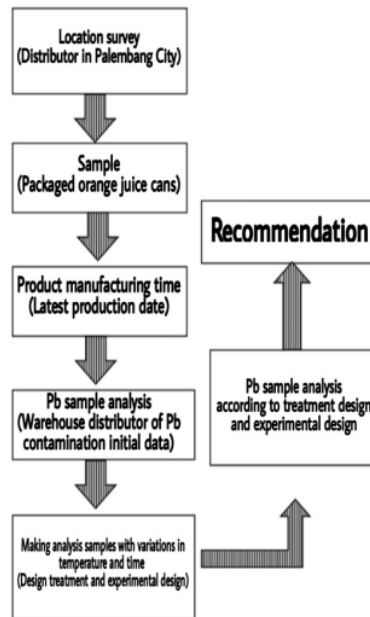 Location survey
(Distributor in Palembang City)
Sample
(Packaged orange juice cans)
Product manufacturing time
(Latest production date)
Pb sample analysis
(Warehouse distributor of Pb
contamination initial data)
Making analysis samples with variations in
temperature and time
(Design treatment and experimental design)
Pb sample analysis
according to treatment design
and experimental design
Recommendation